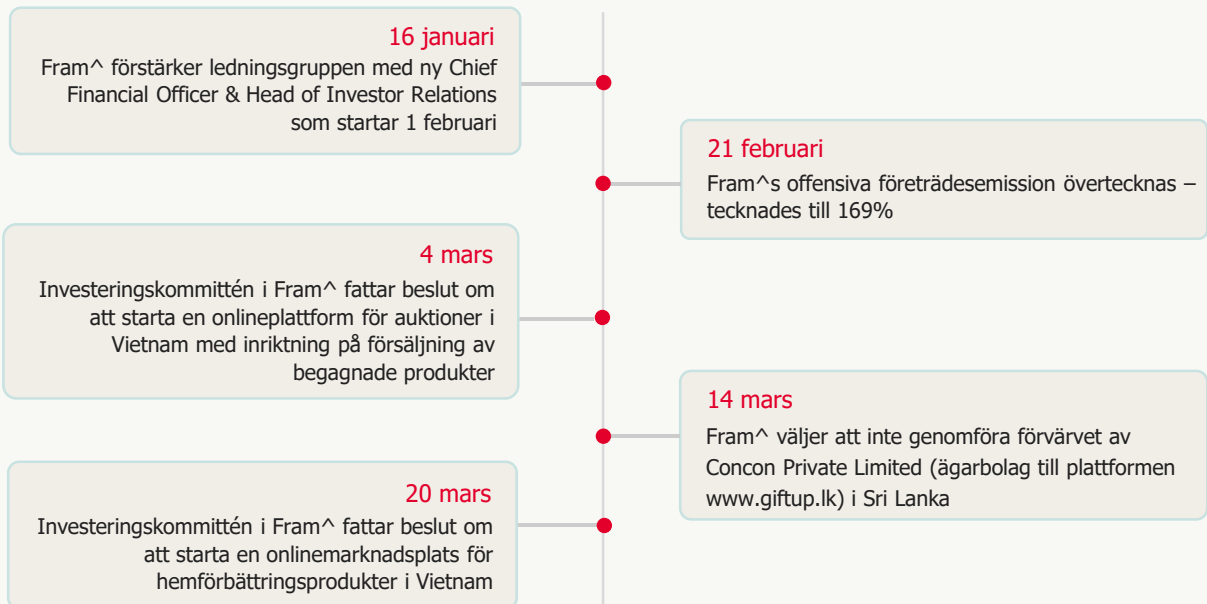 16 januari
Fram^ förstärker ledningsgruppen med ny Chief
Financial Officer & Head of Investor Relations
som startar 1 februari
21 februari
Fram^s offensiva företrädesemission övertecknas –
tecknades till 169%
4 mars
Investeringskommittén i Fram^ fattar beslut om
att starta en onlineplattform för auktioner i
Vietnam med inriktning på försäljning av
begagnade produkter
14 mars
Fram^ väljer att inte genomföra förvärvet av
Concon Private Limited (ägarbolag till plattformen
www.giftup.lk) i Sri Lanka
20 mars
Investeringskommittén i Fram^ fattar beslut om
att starta en onlinemarknadsplats för
hemförbättringsprodukter i Vietnam